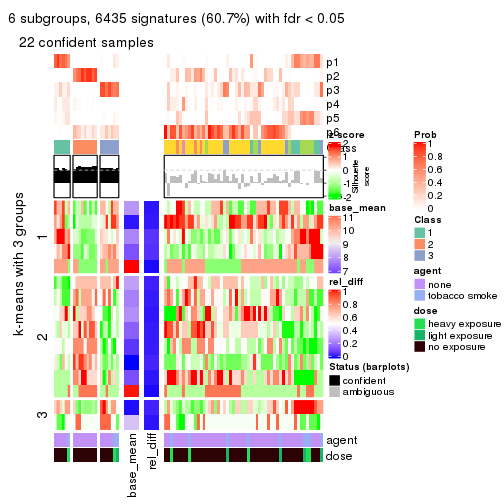 6 subgroups, 6435 signatures (60.7%) with fdr < 0.05
22 confident samples
p1
p2
p3
p4
p5
p6
Class
z-score
2
1
0
-1
-2
Silhouette
score
k-means with 3 groups
1
2
3
base_mean
11
10
9
8
7
rel_diff
1
0.8
0.6
0.4
0.2
0
Status (barplots)
confident
ambiguous
Prob
1
0.8
0.6
0.4
0.2
0
Class
1
2
3
agent
none
tobacco smoke
dose
heavy exposure
light exposure
no exposure
agent
dose
base_mean
rel_diff